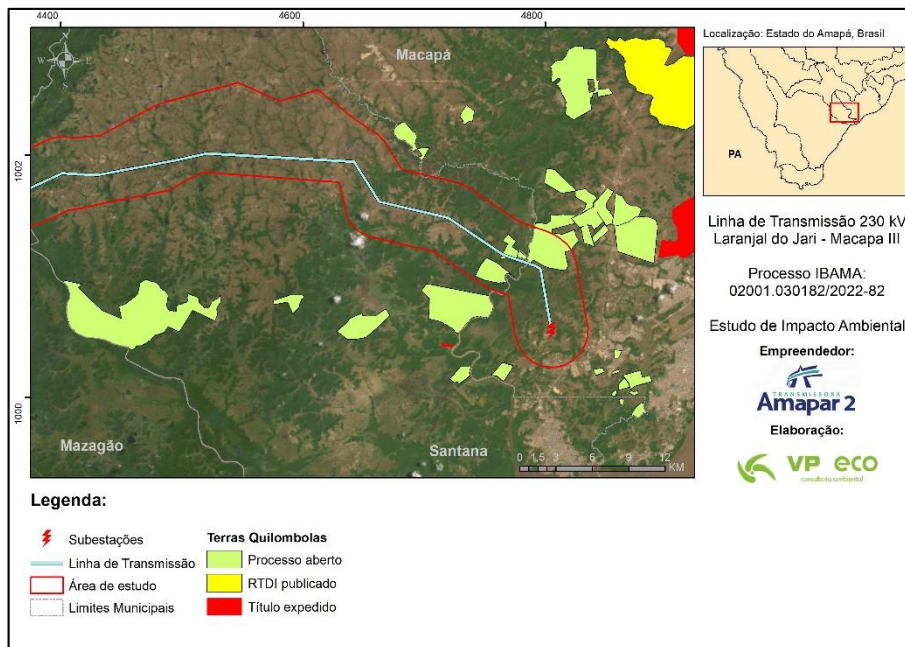 4400
4600
4800
1002
1000
Macapá
Mazagão
Santana
N
W
E
S
0 1,5 3 6 9 12
KM
Localização: Estado do Amapá, Brasil
PA
Linha de Transmissão 230 kV
Laranjal do Jari - Macapa III
Processo IBAMA:
02001.030182/2022-82
Estudo de Impacto Ambiental
Empreendedor:
TRANSMISSORA
Amapar 2
Elaboração:
VP eco
consultoria ambiental
Legenda:
Subestações
Linha de Transmissão
Área de estudo
Limites Municipais
Terras Quilombolas
Processo aberto
RTDI publicado
Título expedido